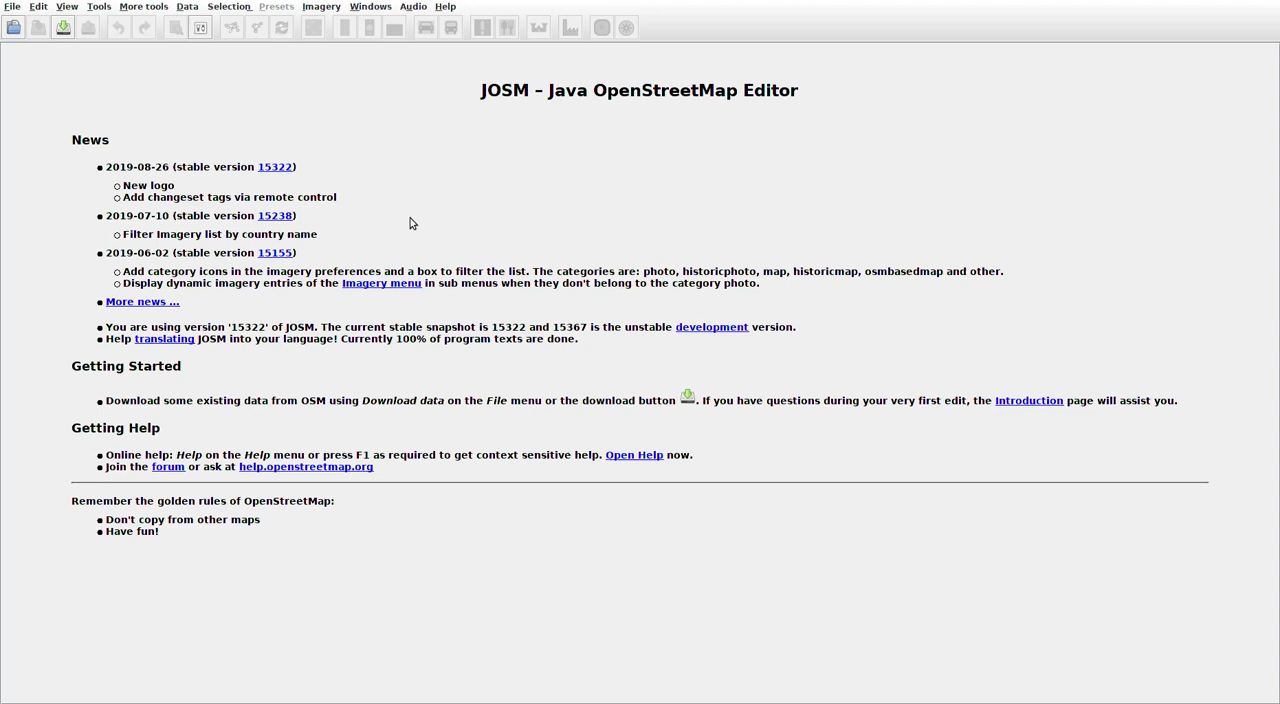 File Edit View Tools More tools Data Selection Presets Imagery Windows Audio Help
JOSM – Java OpenStreetMap Editor
News
2019-08-26 (stable version 15322)
New logo
Add changeset tags via remote control
2019-07-10 (stable version 15238)
Filter Imagery list by country name
2019-06-02 (stable version 15155)
Add category icons in the imagery preferences and a box to filter the list. The categories are: photo, historicphoto, map, historicmap, osmbasedmap and other.
Display dynamic imagery entries of the Imagery menu in sub menus when they don't belong to the category photo.
More news ...
You are using version '15322' of JOSM. The current stable snapshot is 15322 and 15367 is the unstable development version.
Help translating JOSM into your language! Currently 100% of program texts are done.
Getting Started
Download some existing data from OSM using Download data on the File menu or the download button . If you have questions during your very first edit, the Introduction page will assist you.
Getting Help
Online help: Help on the Help menu or press F1 as required to get context sensitive help. Open Help now.
Join the forum or ask at help.openstreetmap.org
Remember the golden rules of OpenStreetMap:
Don't copy from other maps
Have fun!